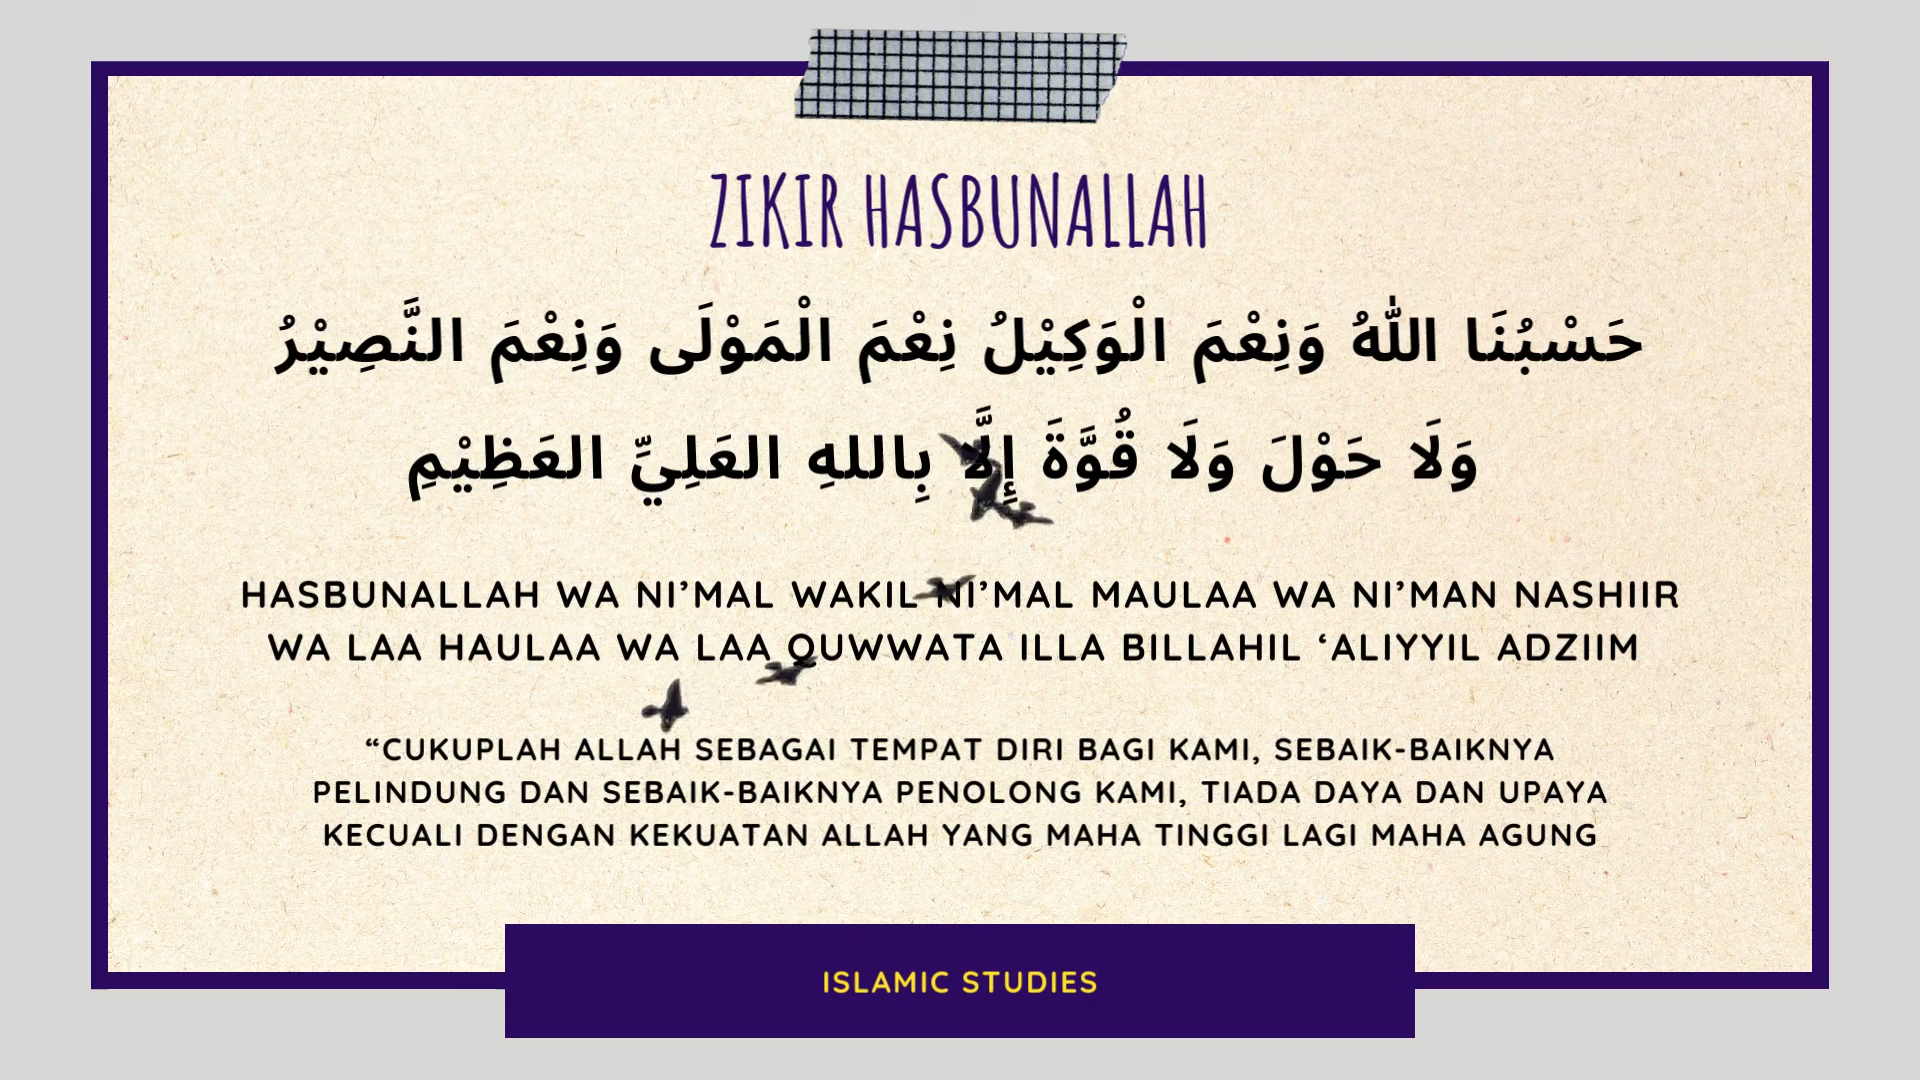 ZIKIR HASBUNALLAH
حَسْبُنَا اللّٰهُ وَنِعْمَ الْوَكِيْلُ نِعْمَ الْمَوْلَى وَنِعْمَ النَّصِيْرُ
وَلَا حَوْلَ وَلَا قُوَّةَ إِلَّا بِاللهِ العَلِيِّ العَظِيْمِ
HASBUNALLAH WA NI’MAL WAKIL NI’MAL MAULAA WA NI’MAN NASHIIR
WA LAA HAULAA WA LAA QUWWATA ILLA BILLAHIL ‘ALIYYIL ADZIIM
“CUKUPLAH ALLAH SEBAGAI TEMPAT DIRI BAGI KAMI, SEBAIK-BAIKNYA
PELINDUNG DAN SEBAIK-BAIKNYA PENOLONG KAMI, TIADA DAYA DAN UPAYA
KECUALI DENGAN KEKUATAN ALLAH YANG MAHA TINGGI LAGI MAHA AGUNG
ISLAMIC STUDIES